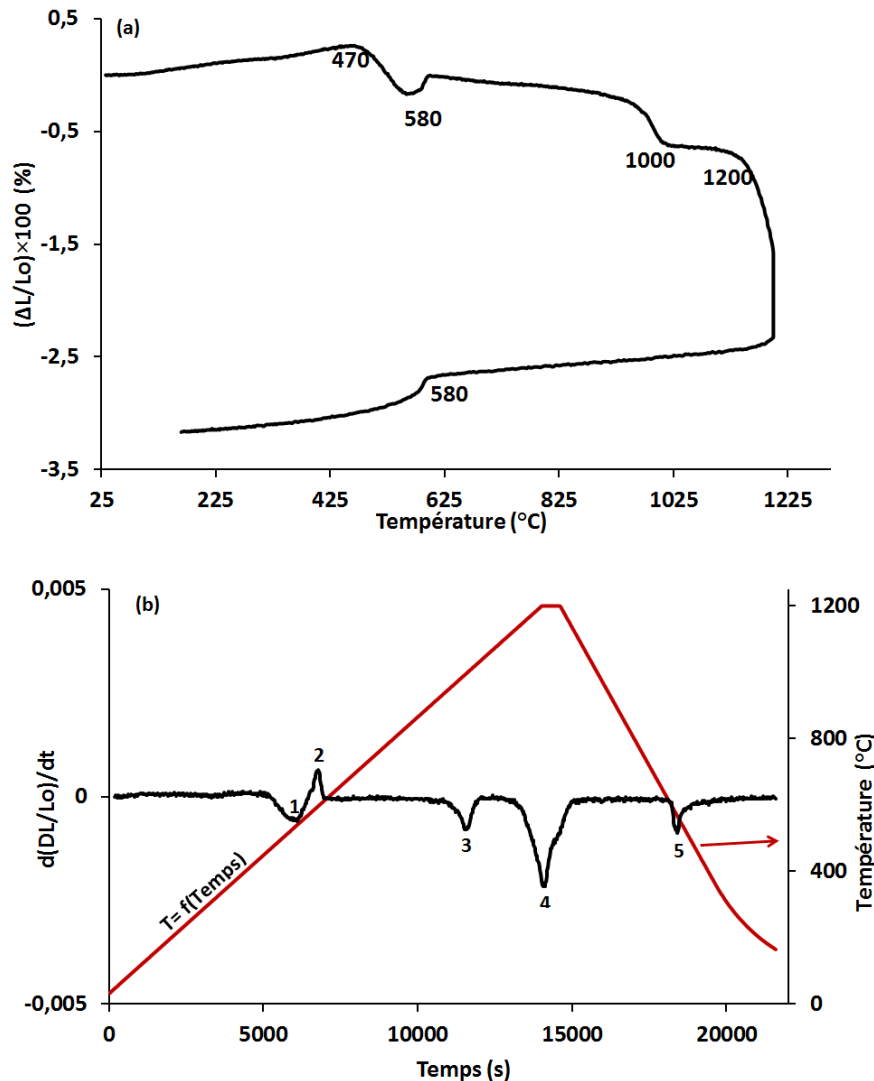 (a)
0,5
-0,5
-1,5
-2,5
-3,5
(ΔL/Lo)×100 (%)
470
580
1000
1200
580
25 225 425 625 825 1025 1225
Température (°C)
(b)
0,005
0
-0,005
d(DL/Lo)/dt
1200
800
400
0
Température (°C)
T= f(Temps)
1
2
3
4
5
0 5000 10000 15000 20000
Temps (s)